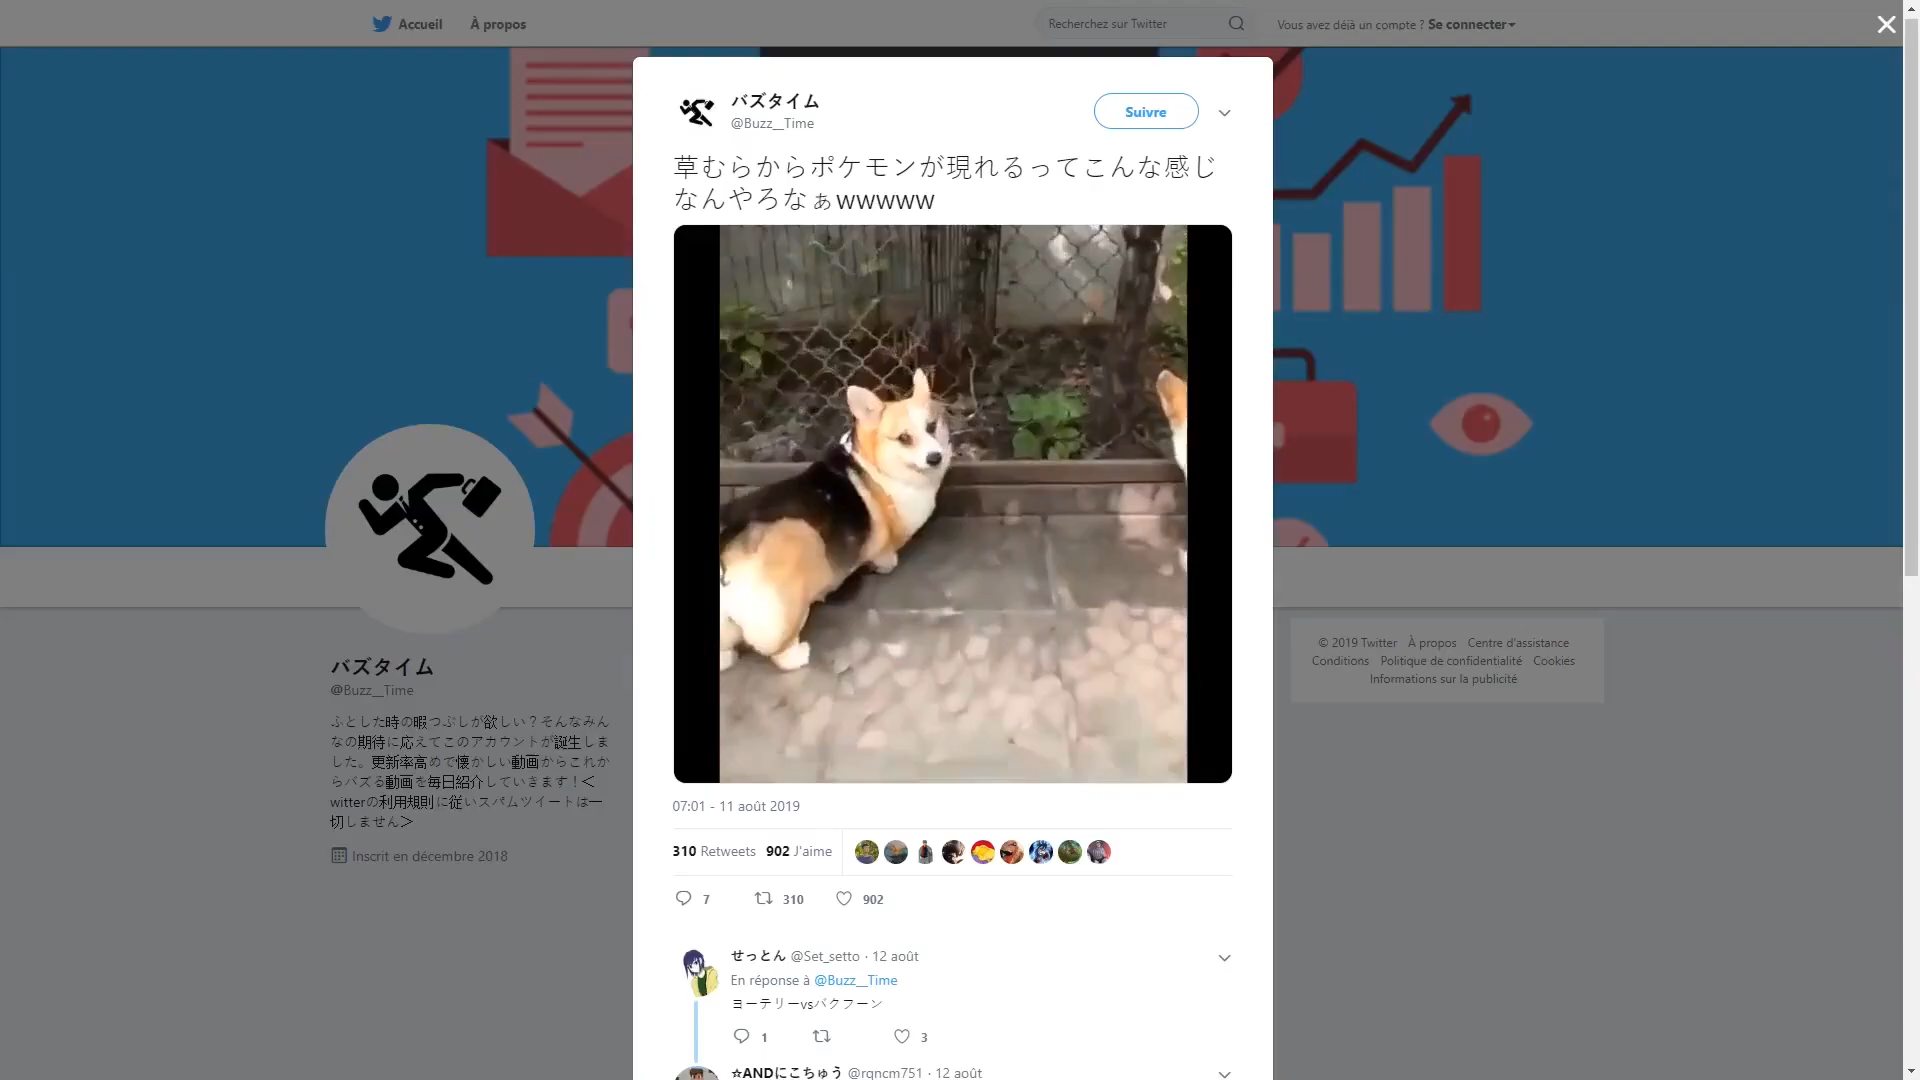 Accueil
À propos
Recherchez sur Twitter
Vous avez déjà un compte ? Se connecter
バズタイム
@Buzz__Time
Suivre
草むらからポケモンが現れるってこんな感じ
なんやろなぁwwwww
07:01 - 11 août 2019
310 Retweets 902 J'aime
7 310 902
せっとん @Set_setto · 12 août
En réponse à @Buzz__Time
ヨーテリーvsバクフーン
1 3
☆ANDにこちゅう @rqncm751 · 12 août
バズタイム
@Buzz__Time
ふとした時の暇つぶしが欲しい？そんなみん
なの期待に応えてこのアカウントが誕生しま
した。更新率高めで懐かしい動画からこれか
らバズる動画を毎日紹介していきます！＜
witterの利用規則に従いスパムツイートは一
切しません＞
Inscrit en décembre 2018
© 2019 Twitter À propos Centre d'assistance
Conditions Politique de confidentialité Cookies
Informations sur la publicité